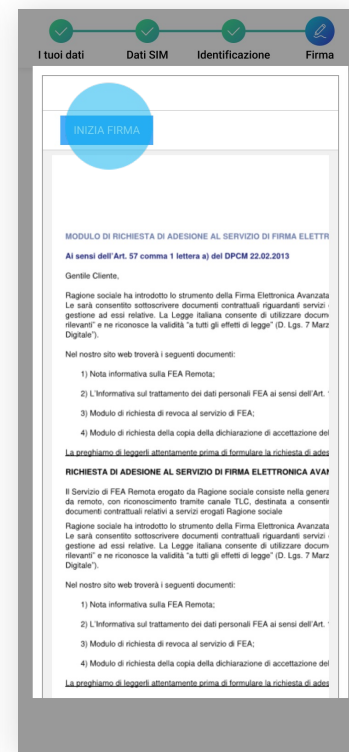 I tuoi dati
Dati SIM
Identificazione
Firma
INIZIA FIRMA
MODULO DI RICHIESTA DI ADESIONE AL SERVIZIO DI FIRMA ELETTR
Ai sensi dell'Art. 57 comma 1 lettera a) del DPCM 22.02.2013
Gentile Cliente,
Ragione sociale ha introdotto lo strumento della Firma Elettronica Avanzata
Le sarà consentito sottoscrivere documenti contrattuali riguardanti servizi
gestione ad essi relative. La Legge italiana consente di utilizzare docum
rilevanti" e ne riconosce la validità "a tutti gli effetti di legge" (D. Lgs. 7 Marz
Digitale").
Nel nostro sito web troverà i seguenti documenti:
1) Nota informativa sulla FEA Remota;
2) L'Informativa sul trattamento dei dati personali FEA ai sensi dell'Art.
3) Modulo di richiesta di revoca al servizio di FEA;
4) Modulo di richiesta della copia della dichiarazione di accettazione del
La preghiamo di leggerli attentamente prima di formulare la richiesta di ades
RICHIESTA DI ADESIONE AL SERVIZIO DI FIRMA ELETTRONICA AVAN
Il Servizio di FEA Remota erogato da Ragione sociale consiste nella genera
da remoto, con riconoscimento tramite canale TLC, destinata a consentir
documenti contrattuali relativi a servizi erogati Ragione sociale
Ragione sociale ha introdotto lo strumento della Firma Elettronica Avanzata
Le sarà consentito sottoscrivere documenti contrattuali riguardanti servizi
gestione ad essi relative. La Legge italiana consente di utilizzare docum
rilevanti" e ne riconosce la validità "a tutti gli effetti di legge" (D. Lgs. 7 Marz
Digitale").
Nel nostro sito web troverà i seguenti documenti:
1) Nota informativa sulla FEA Remota;
2) L'Informativa sul trattamento dei dati personali FEA ai sensi dell'Art.
3) Modulo di richiesta di revoca al servizio di FEA;
4) Modulo di richiesta della copia della dichiarazione di accettazione del
La preghiamo di leggerli attentamente prima di formulare la richiesta di ades